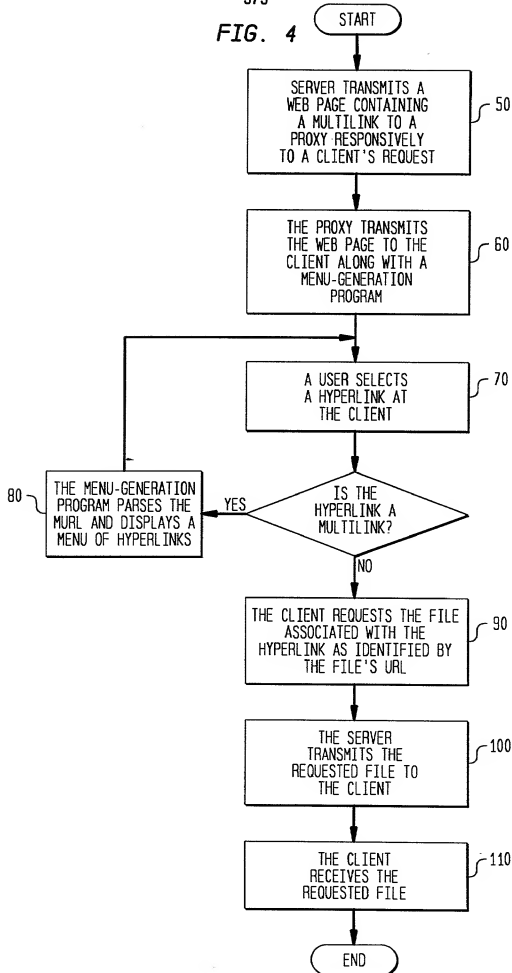 FIG. 4
START
SERVER TRANSMITS A
WEB PAGE CONTAINING
A MULTILINK TO A
PROXY RESPONSIVELY
TO A CLIENT'S REQUEST
50
THE PROXY TRANSMITS
THE WEB PAGE TO THE
CLIENT ALONG WITH A
MENU-GENERATION
PROGRAM
60
A USER SELECTS
A HYPERLINK AT
THE CLIENT
70
IS THE
HYPERLINK A
MULTILINK?
YES
80
THE MENU-GENERATION
PROGRAM PARSES THE
MURL AND DISPLAYS A
MENU OF HYPERLINKS
NO
THE CLIENT REQUESTS THE FILE
ASSOCIATED WITH THE
HYPERLINK AS IDENTIFIED BY
THE FILE'S URL
90
THE SERVER
TRANSMITS THE
REQUESTED FILE TO
THE CLIENT
100
THE CLIENT
RECEIVES THE
REQUESTED FILE
110
END